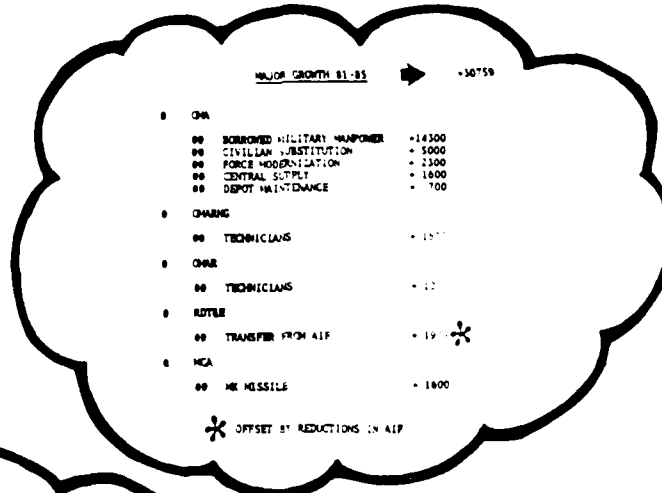 MAJOR GROWTH 81-85 +30759
OMA
BORROWED MILITARY MANPOWER +14300
CIVILIAN SUBSTITUTION + 5000
FORCE MODERNIZATION + 2300
CENTRAL SUPPLY + 1600
DEPOT MAINTENANCE + 700
OMARNG
TECHNICIANS
OMAR
TECHNICIANS
RDTE
TRANSFER FROM AIF
MCA
MX MISSILE + 1600
OFFSET BY REDUCTIONS IN AIF